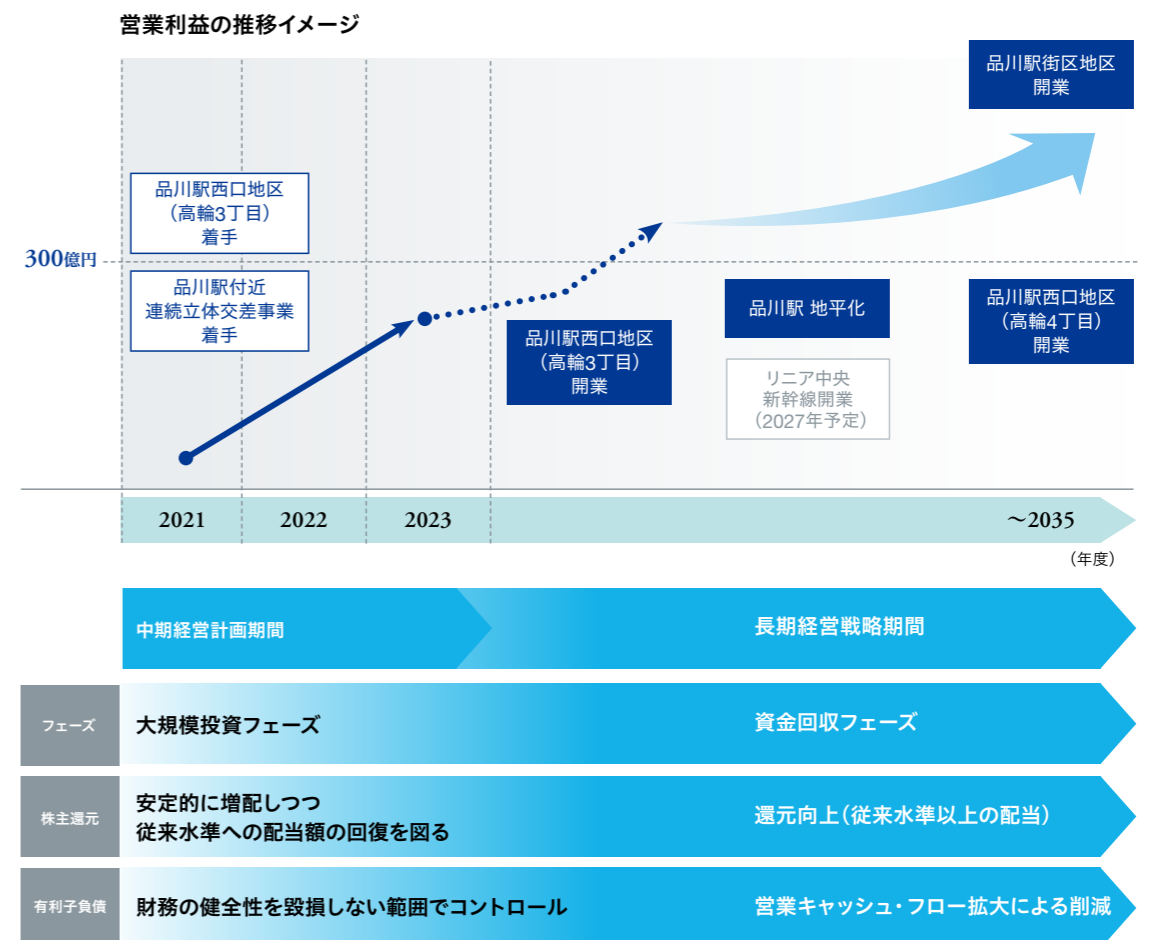 営業利益の推移イメージ
品川駅街区地区
開業
品川駅西口地区
（高輪3丁目）
着手
300億円
品川駅付近
連続立体交差事業
着手
品川駅西口地区
（高輪3丁目）
開業
品川駅 地平化
リニア中央
新幹線開業
（2027年予定）
品川駅西口地区
（高輪4丁目）
開業
2021
2022
2023
～2035
（年度）
中期経営計画期間
長期経営戦略期間
フェーズ
大規模投資フェーズ
資金回収フェーズ
株主還元
安定的に増配しつつ
従来水準への配当額の回復を図る
還元向上（従来水準以上の配当）
有利子負債
財務の健全性を毀損しない範囲でコントロール
営業キャッシュ・フロー拡大による削減